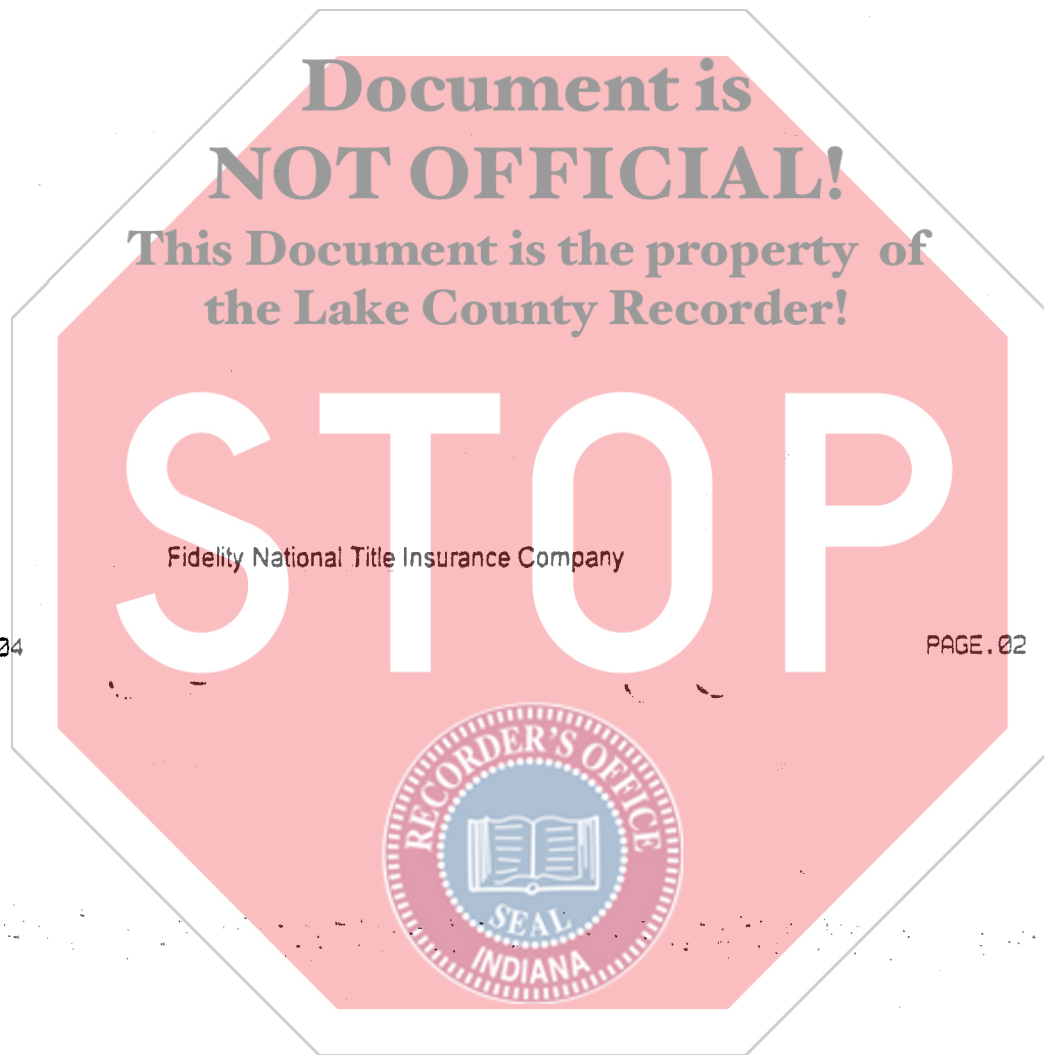 Document is
NOT OFFICIAL!
This Document is the property of
the Lake County Recorder!
STOP
Fidelity National Title Insurance Company
04
PAGE.02
RECORDER'S OFFICE
SEAL
INDIANA